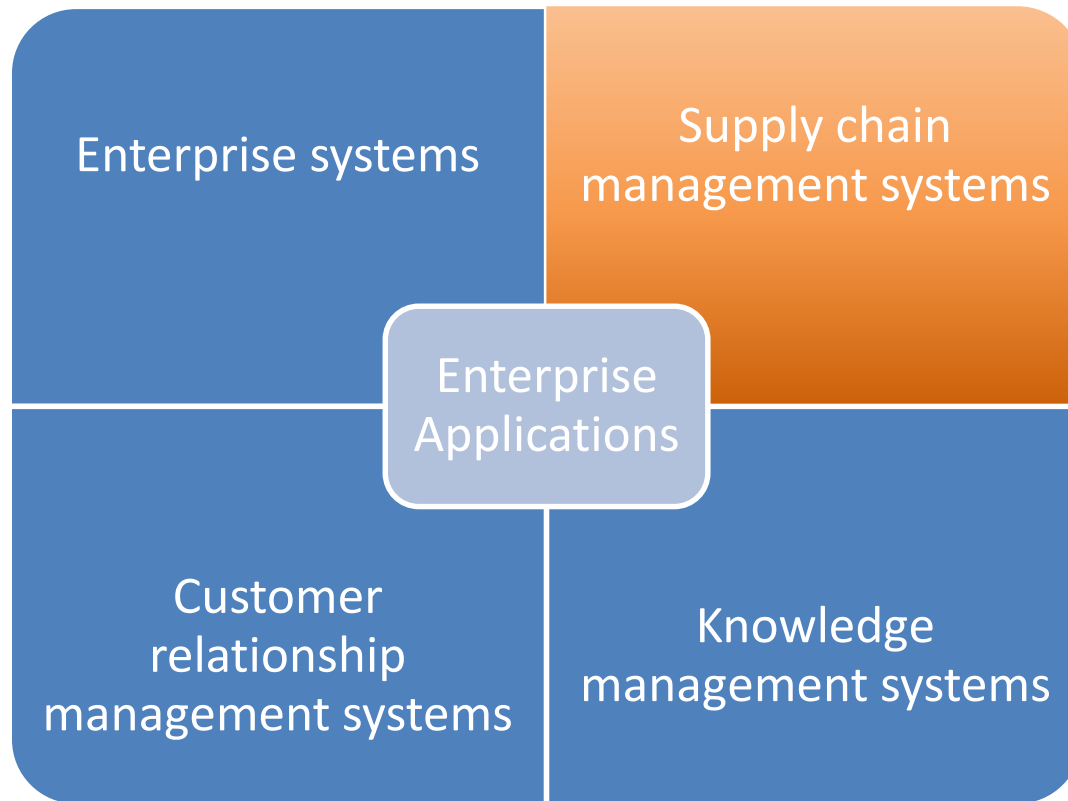 Enterprise systems
Supply chain
management systems
Enterprise
Applications
Customer
relationship
management systems
Knowledge
management systems